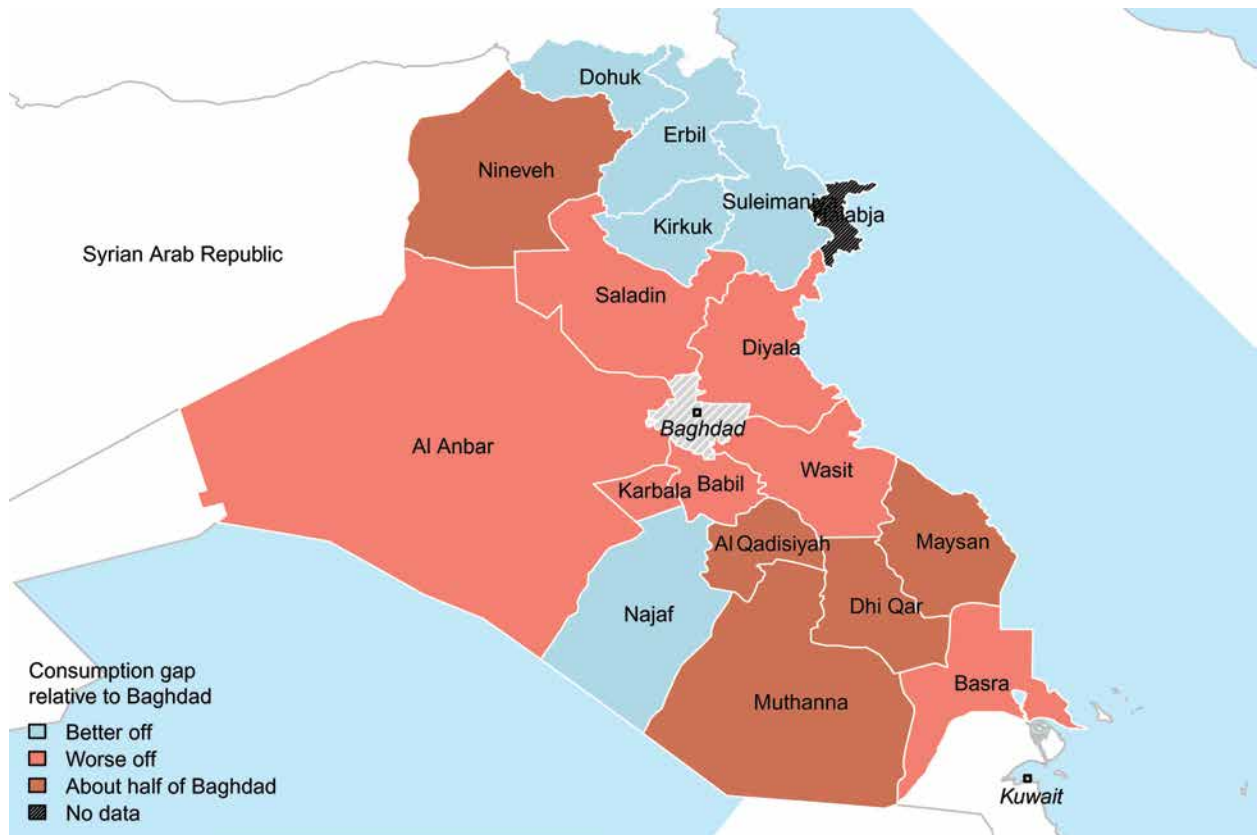 Dohuk
Erbil
Nineveh
Suleimaniya
Halabja
Kirkuk
Syrian Arab Republic
Saladin
Diyala
Baghdad
Al Anbar
Wasit
Karbala
Babil
Al Qadisiyah
Maysan
Dhi Qar
Najaf
Basra
Muthanna
Kuwait
Consumption gap
relative to Baghdad
Better off
Worse off
About half of Baghdad
No data